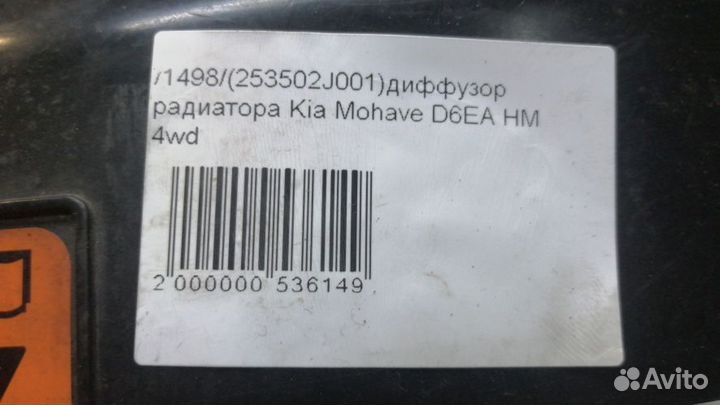 /1498/(253502J001)диффузор
радиатора Kia Mohave D6EA HM
4wd
2 000000 536149
Avito